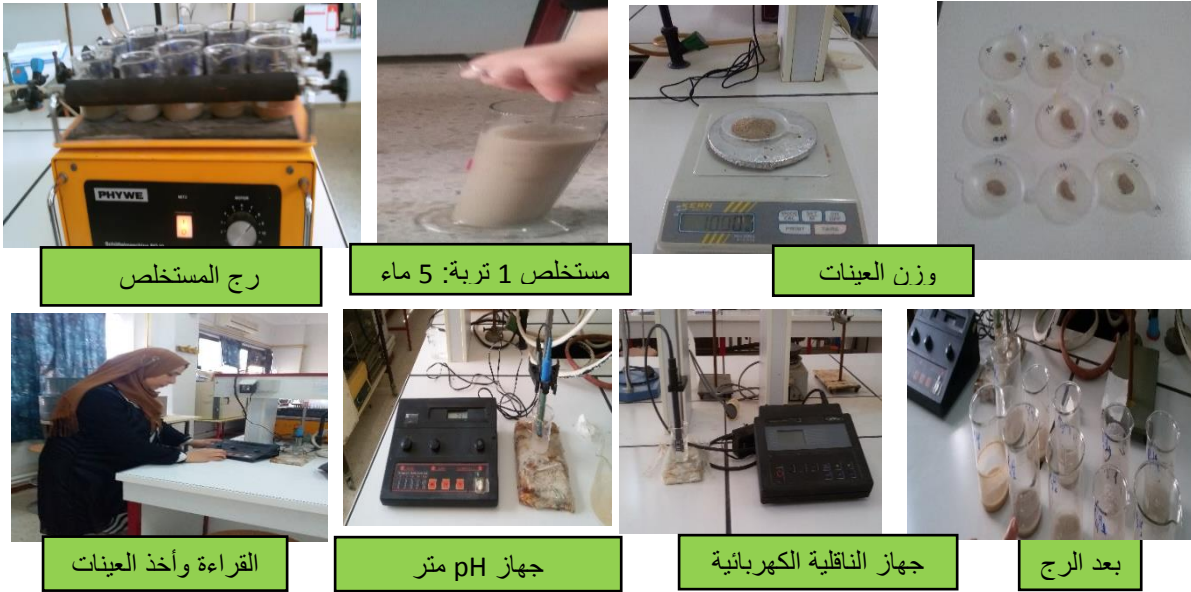 PHYWE
KERN
وزن العينات
مستخلص 1 تربة: 5 ماء
رج المستخلص
بعد الرج
جهاز الناقلية الكهربائية
جهاز pH متر
القراءة وأخذ العينات